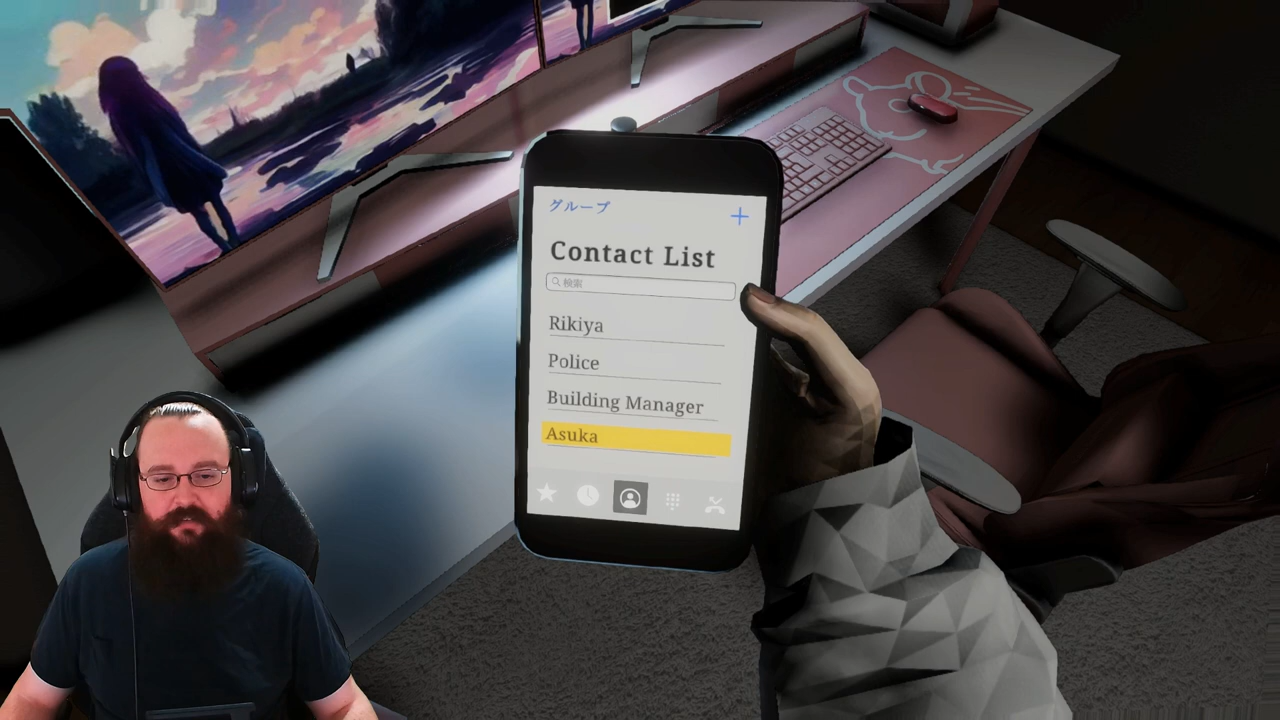 グループ
Contact List
検索
Rikiya
Police
Building Manager
Asuka